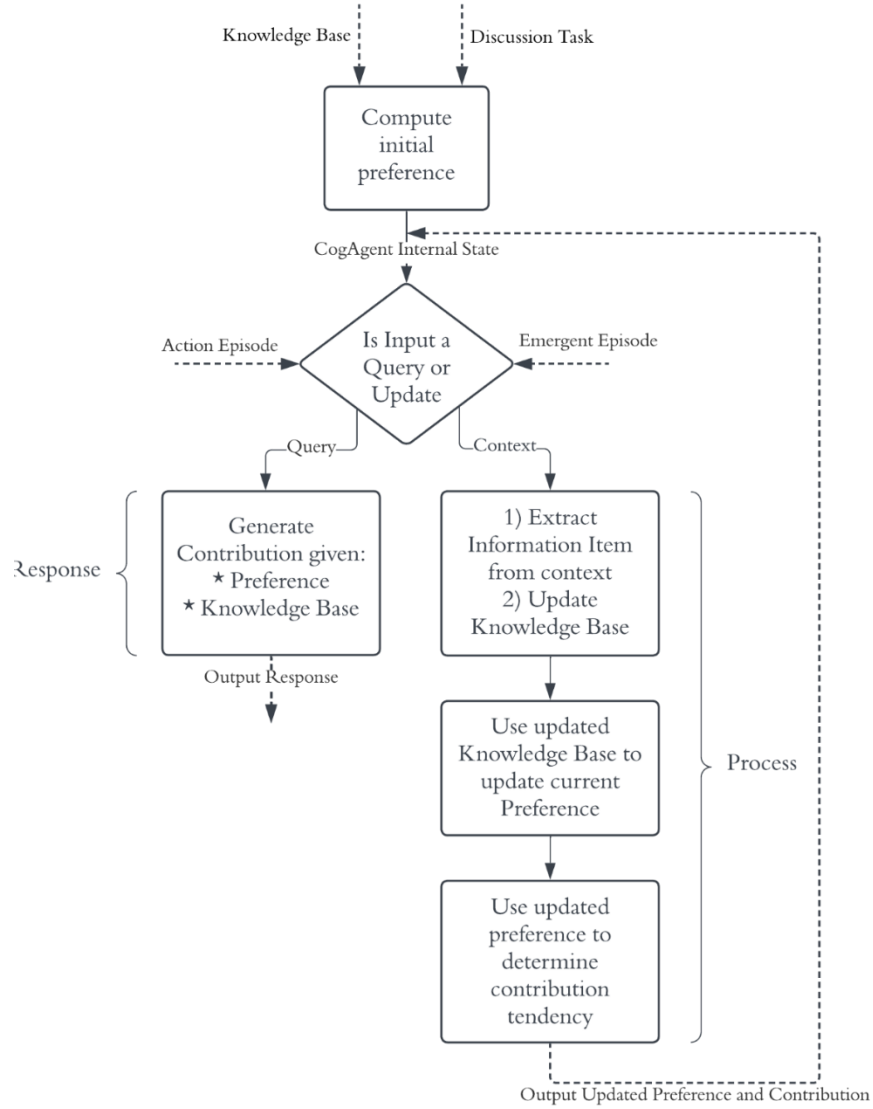 Knowledge Base
Discussion Task
Compute
initial
preference
CogAgent Internal State
Action Episode
Is Input a
Query or
Update
Emergent Episode
Query
Context
Response
Generate
Contribution given:
★ Preference
★ Knowledge Base
Output Response
1) Extract
Information Item
from context
2) Update
Knowledge Base
Use updated
Knowledge Base to
update current
Preference
Process
Use updated
preference to
determine
contribution
tendency
Output Updated Preference and Contribution